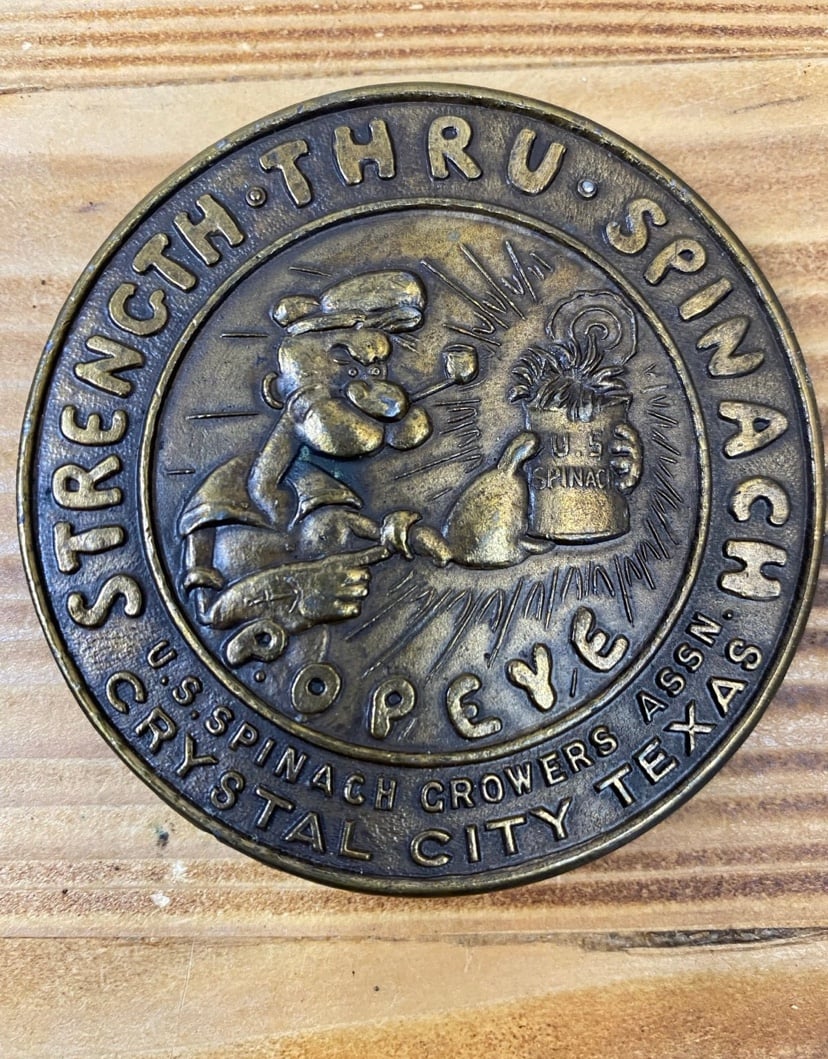 STRENGTH · THRU · SPINACH
U.S
SPINACH
POPEYE
U.S. SPINACH GROWERS ASSN.
CRYSTAL CITY TEXAS